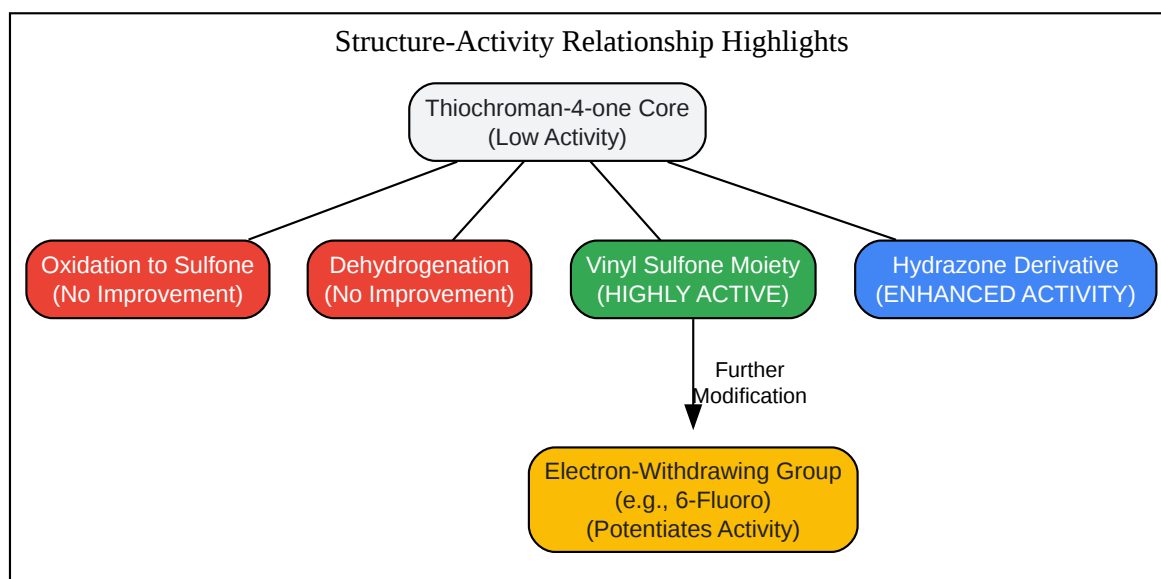 Structure-Activity Relationship Highlights
Thiochroman-4-one Core
(Low Activity)
Oxidation to Sulfone
(No Improvement)
Dehydrogenation
(No Improvement)
Vinyl Sulfone Moiety
(HIGHLY ACTIVE)
Hydrazone Derivative
(ENHANCED ACTIVITY)
Further
Modification
Electron-Withdrawing Group
(e.g., 6-Fluoro)
(Potentiates Activity)